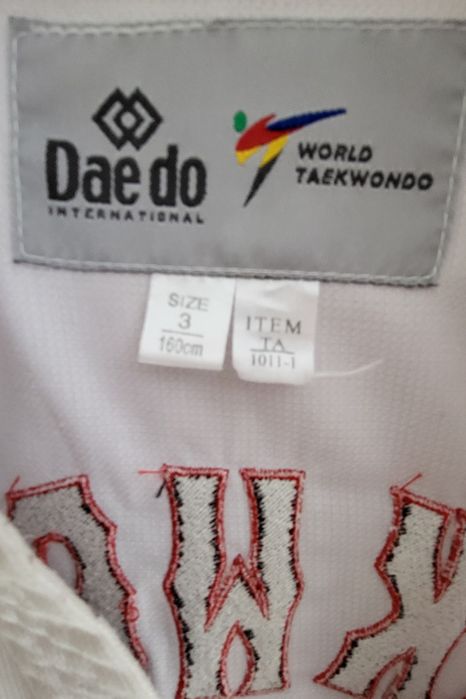 Dae do
INTERNATIONAL
WORLD
TAEKWONDO
SIZE
3
160cm
ITEM
TA
1011-1